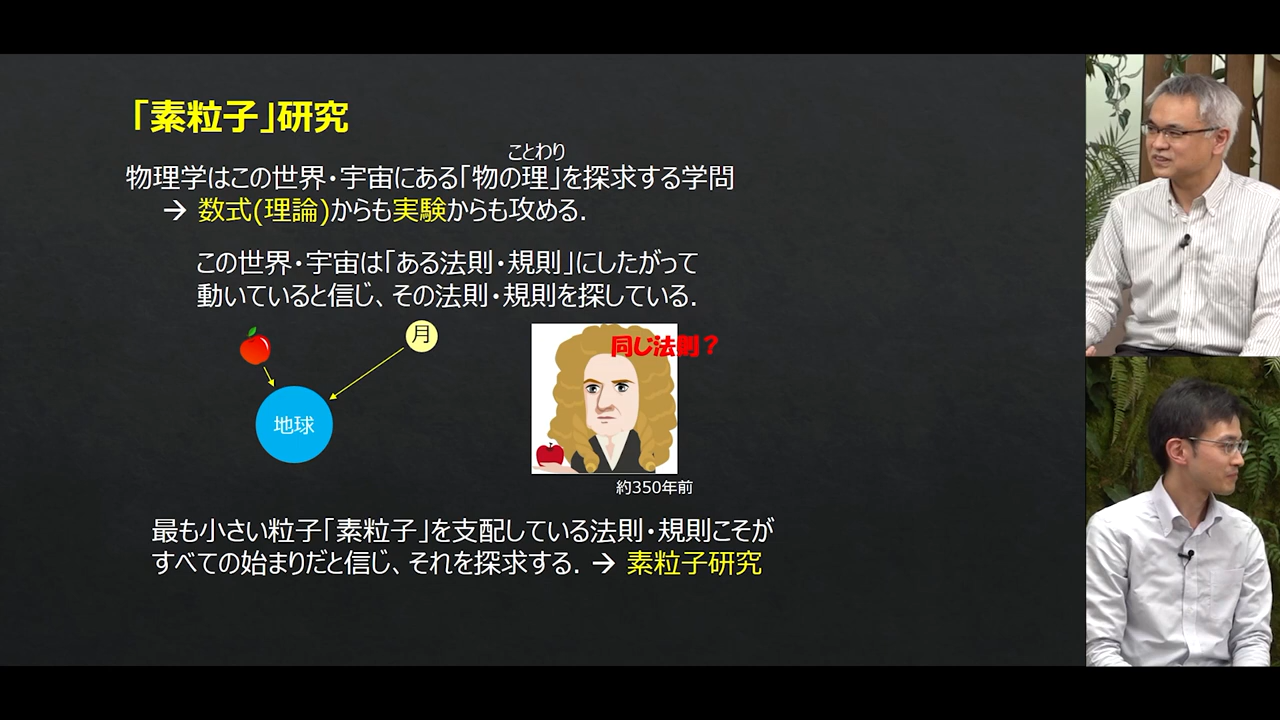 「素粒子」研究
ことわり
物理学はこの世界・宇宙にある「物の理」を探求する学問
→ 数式(理論)からも実験からも攻める.
この世界・宇宙は「ある法則・規則」にしたがって
動いていると信じ、その法則・規則を探している.
月
同じ法則？
地球
約350年前
最も小さい粒子「素粒子」を支配している法則・規則こそが
すべての始まりだと信じ、それを探求する. → 素粒子研究